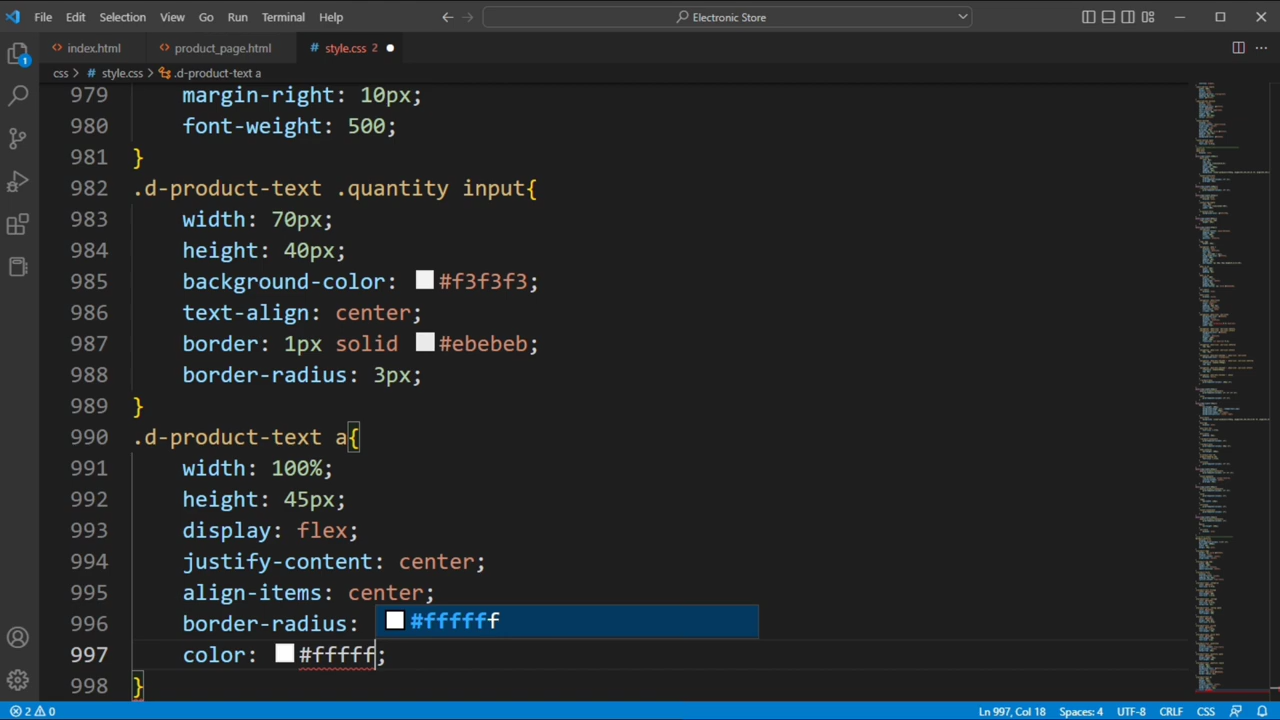 File Edit Selection View Go Run Terminal Help Electronic Store
index.html product_page.html # style.css 2
css > # style.css > .d-product-text a
979 margin-right: 10px;
980 font-weight: 500;
981 }
982 .d-product-text .quantity input{
983 width: 70px;
984 height: 40px;
985 background-color: #f3f3f3;
986 text-align: center;
987 border: 1px solid #ebebeb;
988 border-radius: 3px;
989 }
990 .d-product-text a{
991 width: 100%;
992 height: 45px;
993 display: flex;
994 justify-content: center;
995 align-items: center;
996 border-radius: #ffffff
997 color: #fffff;
998 }
2 0 Ln 997, Col 18 Spaces: 4 UTF-8 CRLF CSS